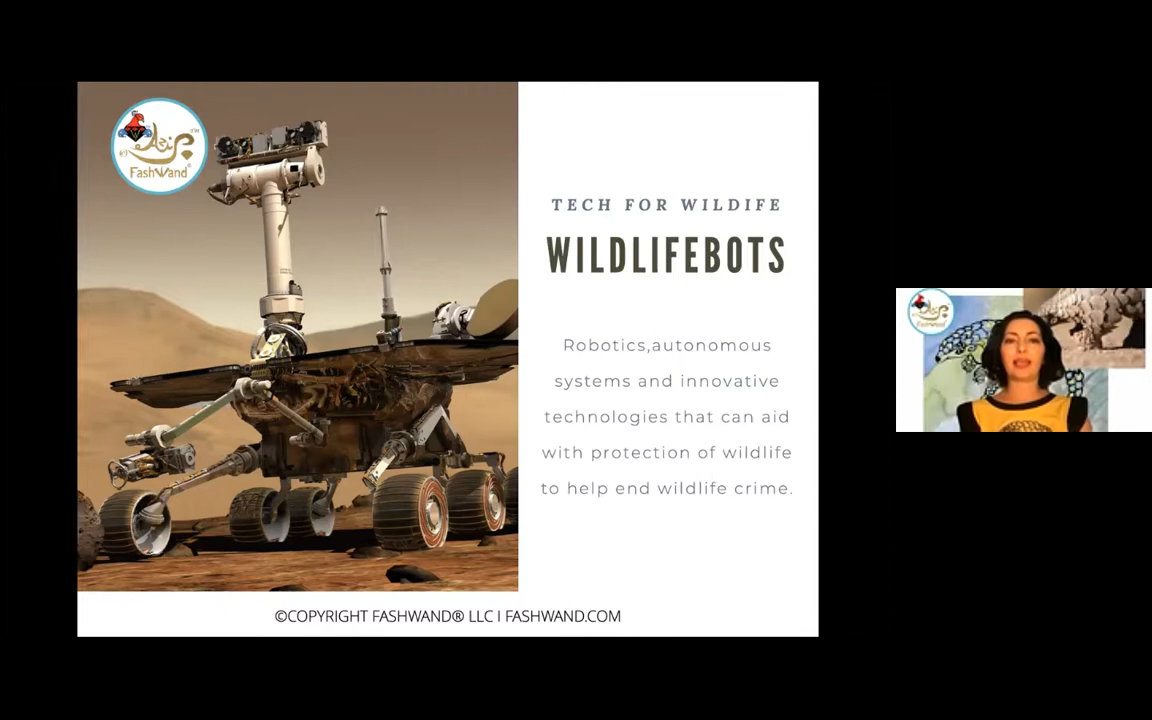 FashWand®
TECH FOR WILDIFE
WILDLIFEBOTS
Robotics,autonomous
systems and innovative
technologies that can aid
with protection of wildlife
to help end wildlife crime.
©COPYRIGHT FASHWAND® LLC I FASHWAND.COM
FashWand